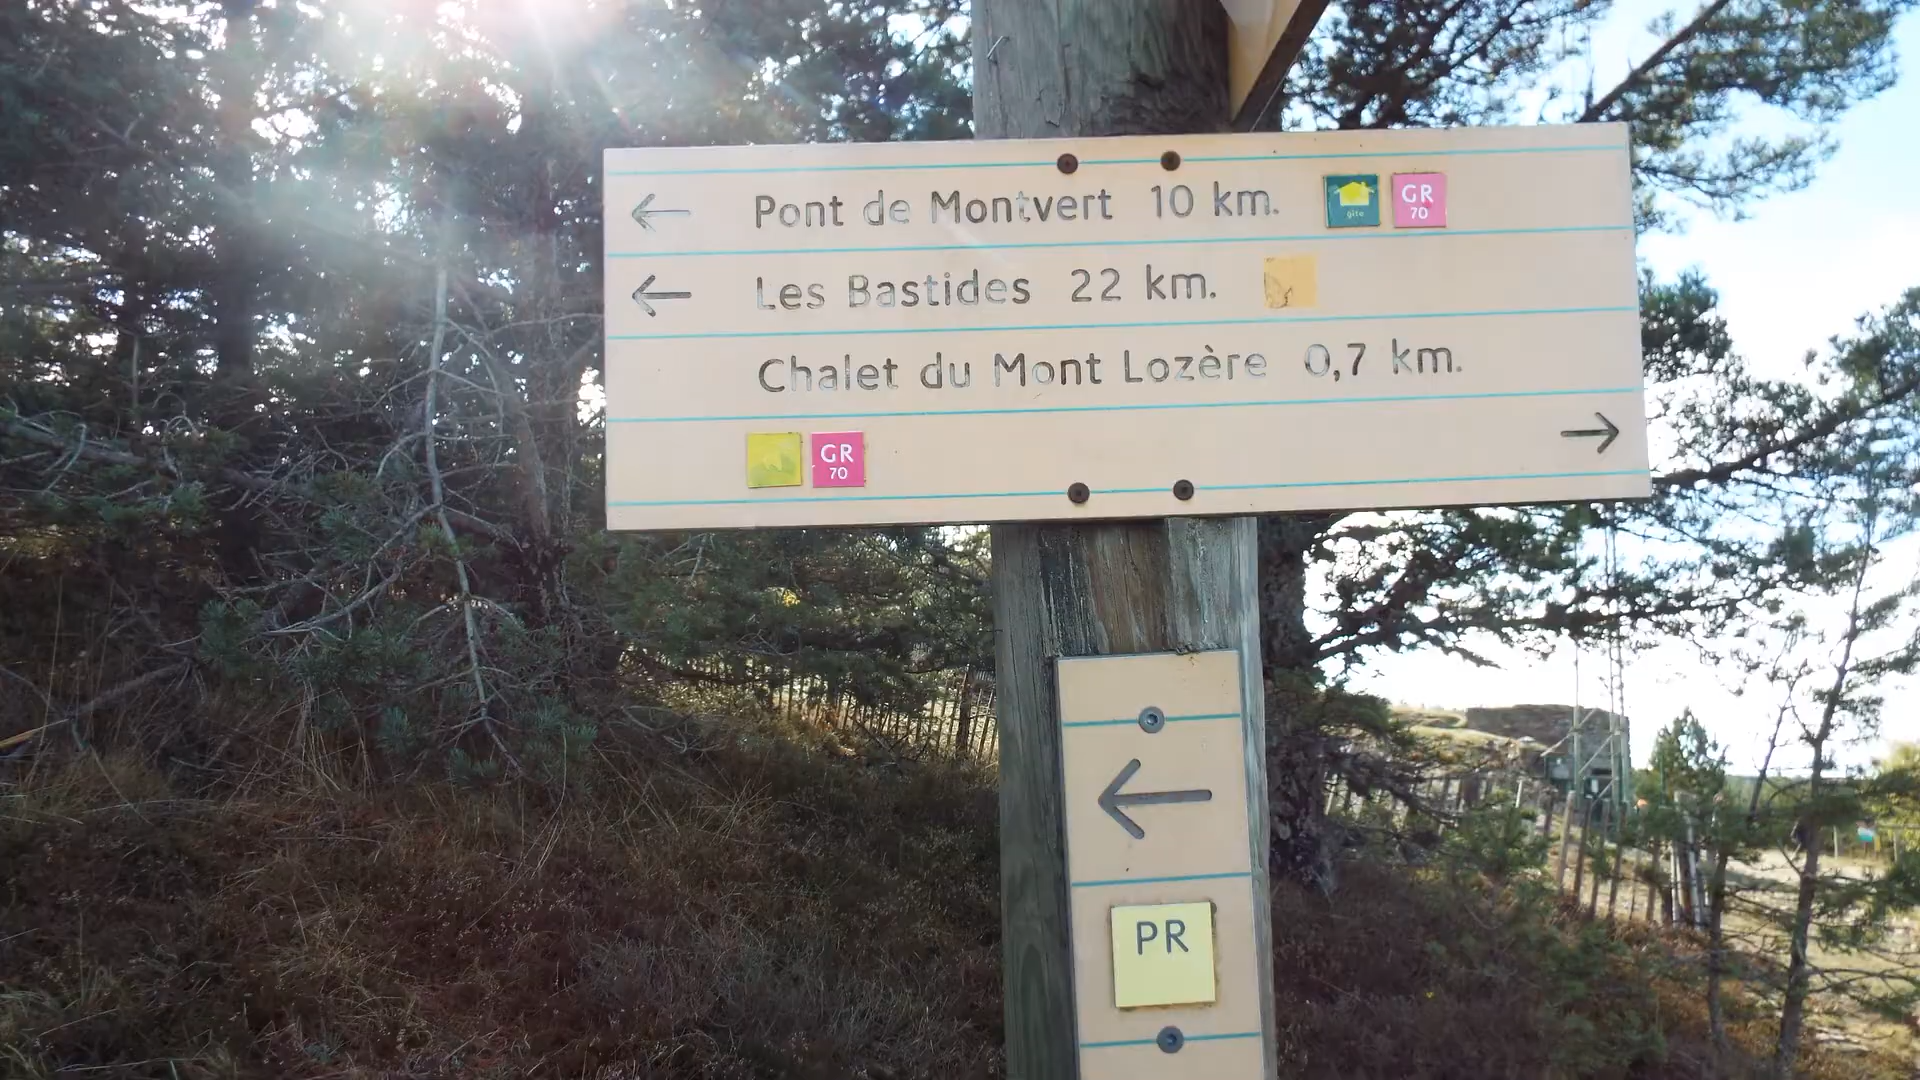 Pont de Montvert 10 km. gîte GR 70
Les Bastides 22 km.
Chalet du Mont Lozère 0,7 km.
GR 70
PR